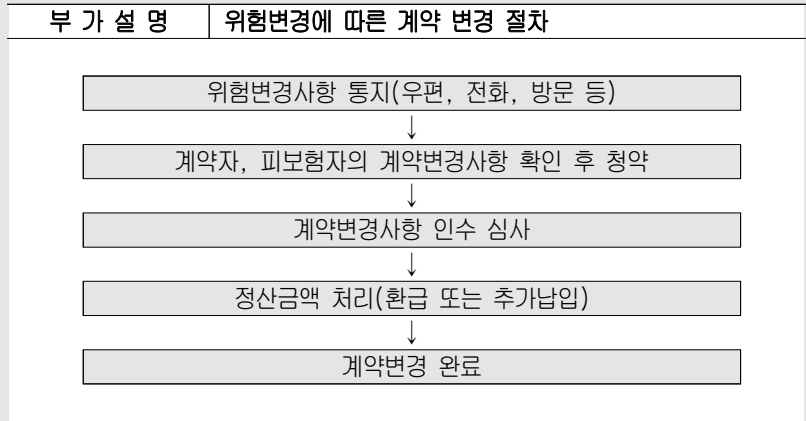 부 가 설 명 위험변경에 따른 계약 변경 절차
위험변경사항 통지(우편, 전화, 방문 등)
↓
계약자, 피보험자의 계약변경사항 확인 후 청약
↓
계약변경사항 인수 심사
↓
정산금액 처리(환급 또는 추가납입)
↓
계약변경 완료